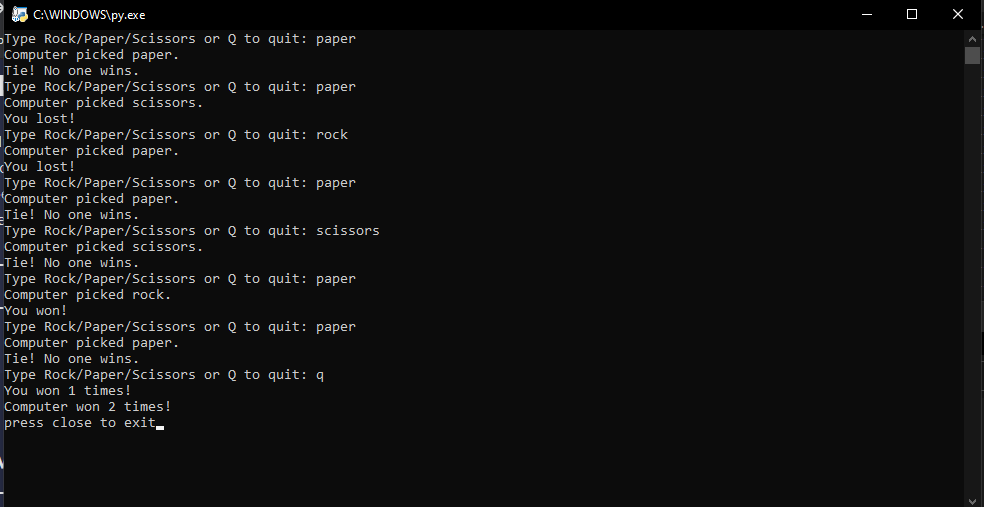 C:\WINDOWS\py.exe
Type Rock/Paper/Scissors or Q to quit: paper
Computer picked paper.
Tie! No one wins.
Type Rock/Paper/Scissors or Q to quit: paper
Computer picked scissors.
You lost!
Type Rock/Paper/Scissors or Q to quit: rock
Computer picked paper.
You lost!
Type Rock/Paper/Scissors or Q to quit: paper
Computer picked paper.
Tie! No one wins.
Type Rock/Paper/Scissors or Q to quit: scissors
Computer picked scissors.
Tie! No one wins.
Type Rock/Paper/Scissors or Q to quit: paper
Computer picked rock.
You won!
Type Rock/Paper/Scissors or Q to quit: paper
Computer picked paper.
Tie! No one wins.
Type Rock/Paper/Scissors or Q to quit: q
You won 1 times!
Computer won 2 times!
press close to exit